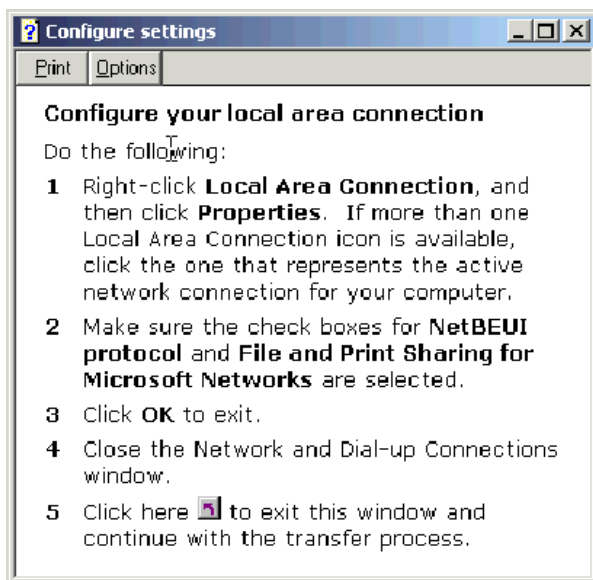 Configure settings
Print Options
Configure your local area connection
Do the following:
1 Right-click Local Area Connection, and
then click Properties. If more than one
Local Area Connection icon is available,
click the one that represents the active
network connection for your computer.
2 Make sure the check boxes for NetBEUI
protocol and File and Print Sharing for
Microsoft Networks are selected.
3 Click OK to exit.
4 Close the Network and Dial-up Connections
window.
5 Click here to exit this window and
continue with the transfer process.